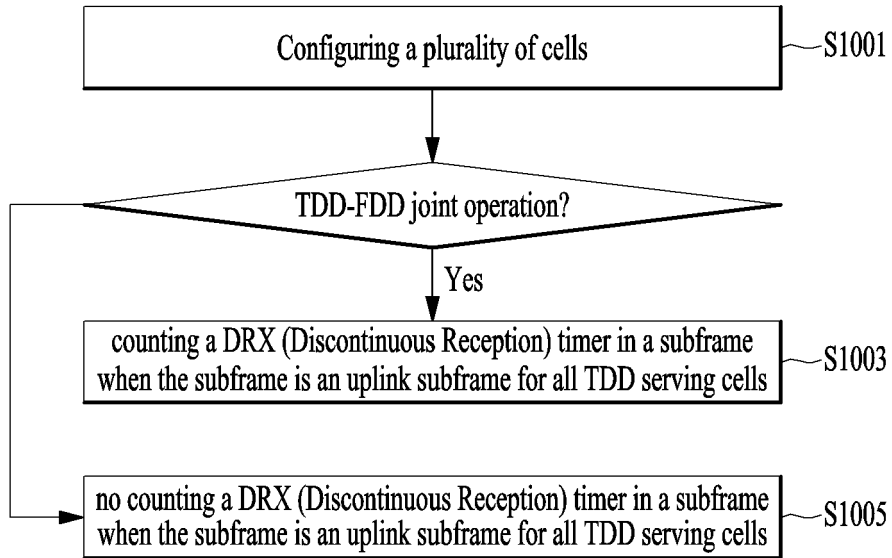 Configuring a plurality of cells
S1001
TDD-FDD joint operation?
Yes
counting a DRX (Discontinuous Reception) timer in a subframe
when the subframe is an uplink subframe for all TDD serving cells
S1003
no counting a DRX (Discontinuous Reception) timer in a subframe
when the subframe is an uplink subframe for all TDD serving cells
S1005